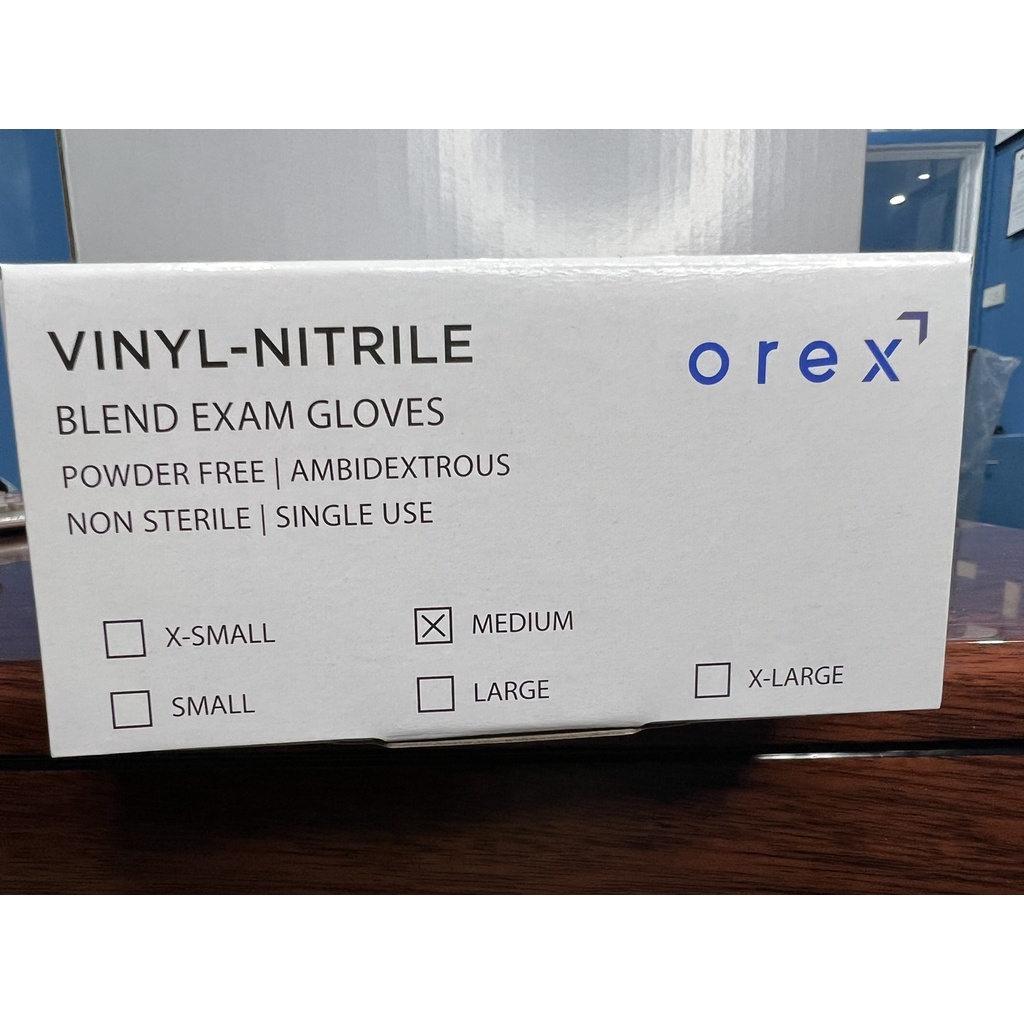 VINYL-NITRILE
orex
BLEND EXAM GLOVES
POWDER FREE | AMBIDEXTROUS
NON STERILE | SINGLE USE
X-SMALL
MEDIUM
SMALL
LARGE
X-LARGE